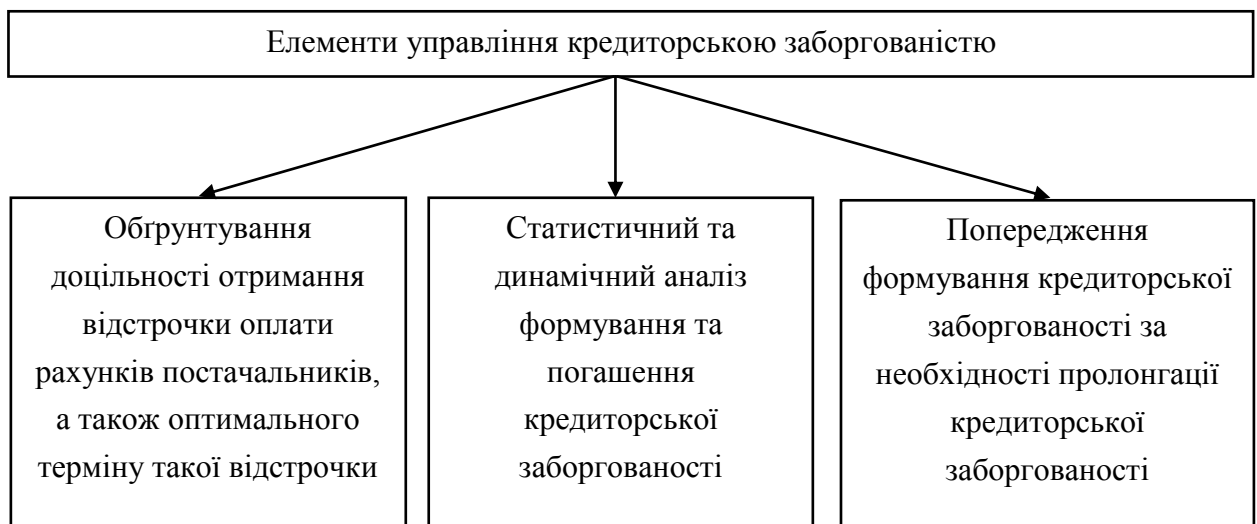 Елементи управління кредиторською заборгованістю
Обґрунтування
доцільності отримання
відстрочки оплати
рахунків постачальників,
а також оптимального
терміну такої відстрочки
Статистичний та
динамічний аналіз
формування та
погашення
кредиторської
заборгованості
Попередження
формування кредиторської
заборгованості за
необхідності пролонгації
кредиторської
заборгованості